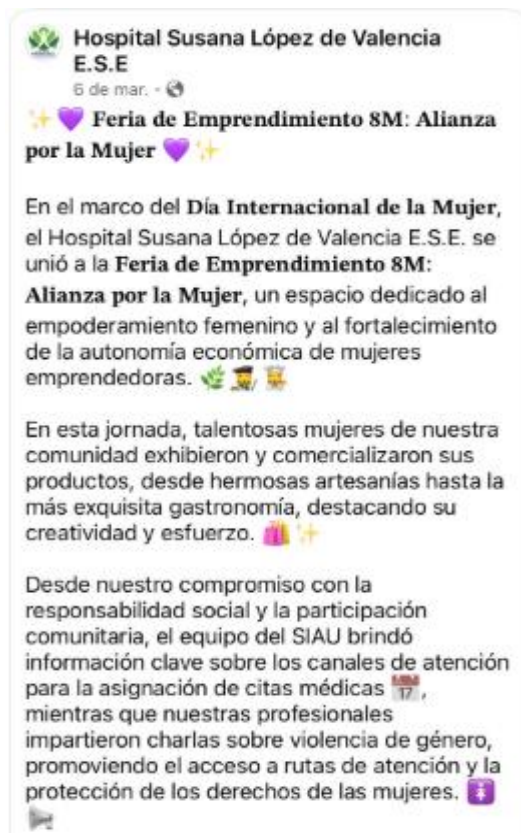 Hospital Susana López de Valencia
E.S.E
6 de mar. ·
✨ 💜 Feria de Emprendimiento 8M: Alianza
por la Mujer 💜 ✨
En el marco del Día Internacional de la Mujer,
el Hospital Susana López de Valencia E.S.E. se
unió a la Feria de Emprendimiento 8M:
Alianza por la Mujer, un espacio dedicado al
empoderamiento femenino y al fortalecimiento
de la autonomía económica de mujeres
emprendedoras. 🌿 👩‍🎨 👩‍🍳
En esta jornada, talentosas mujeres de nuestra
comunidad exhibieron y comercializaron sus
productos, desde hermosas artesanías hasta la
más exquisita gastronomía, destacando su
creatividad y esfuerzo. 🛍️ ✨
Desde nuestro compromiso con la
responsabilidad social y la participación
comunitaria, el equipo del SIAU brindó
información clave sobre los canales de atención
para la asignación de citas médicas 📅,
mientras que nuestras profesionales
impartieron charlas sobre violencia de género,
promoviendo el acceso a rutas de atención y la
protección de los derechos de las mujeres. 🚺
📢